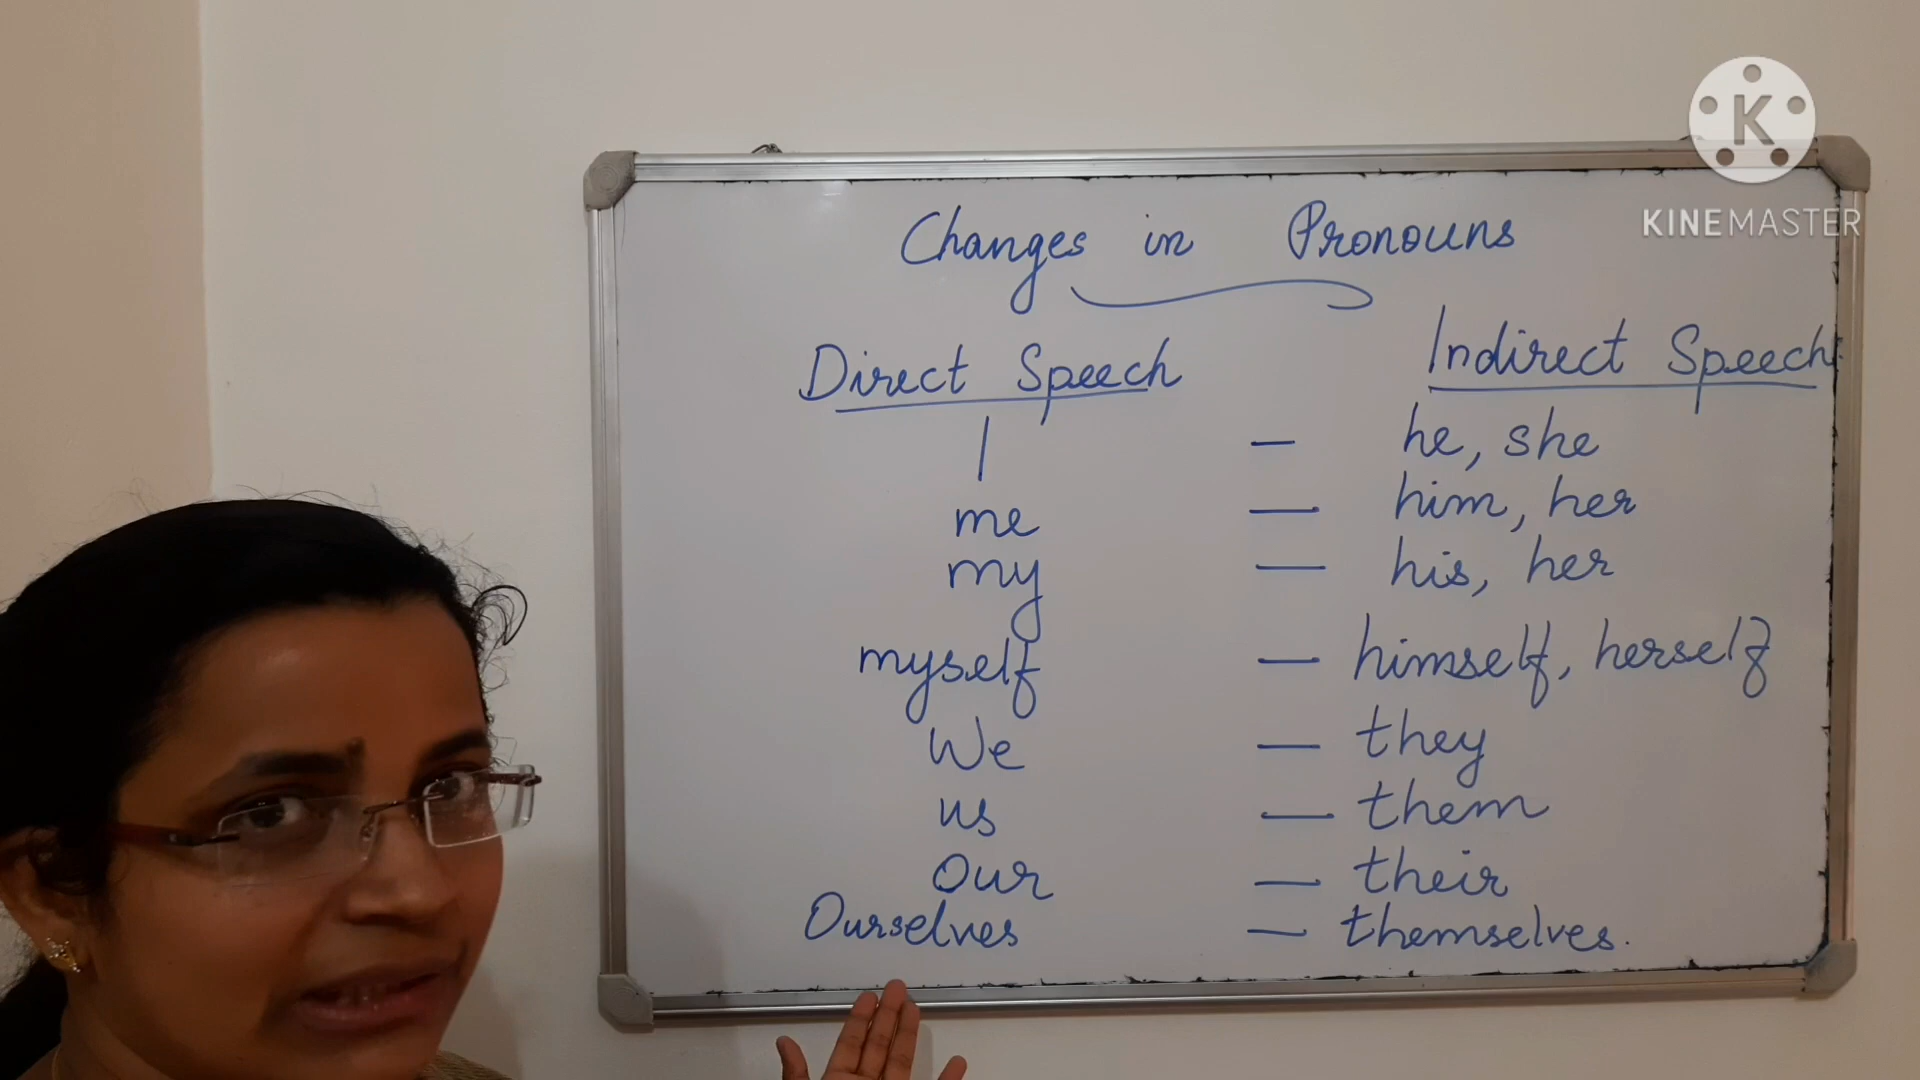 K
KINEMASTER
Changes in Pronouns
Direct Speech Indirect Speech
I – he, she
me – him, her
my – his, her
myself – himself, herself
We – they
us – them
Our – their
Ourselves – themselves.